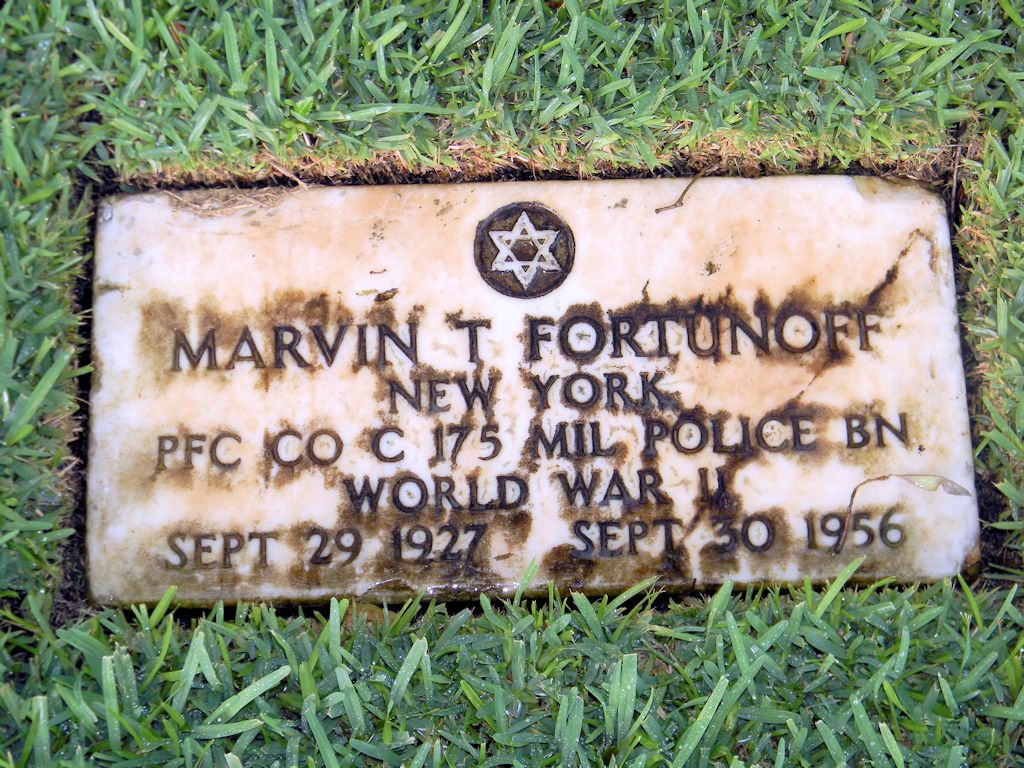 MARVIN T FORTUNOFF
NEW YORK
PFC CO C 175 MIL POLICE BN
WORLD WAR II
SEPT 29 1927 SEPT 30 1956